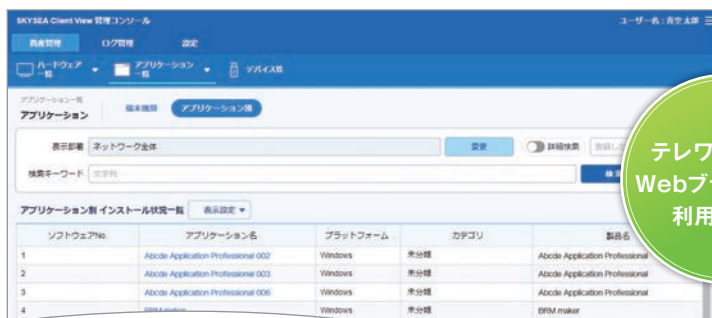 SKYSEA Client View 管理コンソール
ユーザー名：青空太郎
資産管理 ログ管理 設定
ハードウェア一覧 アプリケーション一覧 デバイス類
アプリケーション一覧
アプリケーション 端末機別 アプリケーション別
表示部署 ネットワーク全体 変更 詳細検索
検索キーワード 文字列
アプリケーション別 インストール状況一覧 表示設定
ソフトウェアNo. アプリケーション名 プラットフォーム カテゴリ 製品名
1 Abcde Application Professional 002 Windows 未分類 Abcde Application Professional
2 Abcde Application Professional 003 Windows 未分類 Abcde Application Professional
3 Abcde Application Professional 006 Windows 未分類 Abcde Application Professional
4 BRM maker Windows 未分類 BRM maker
テレワ
Webブ
利用